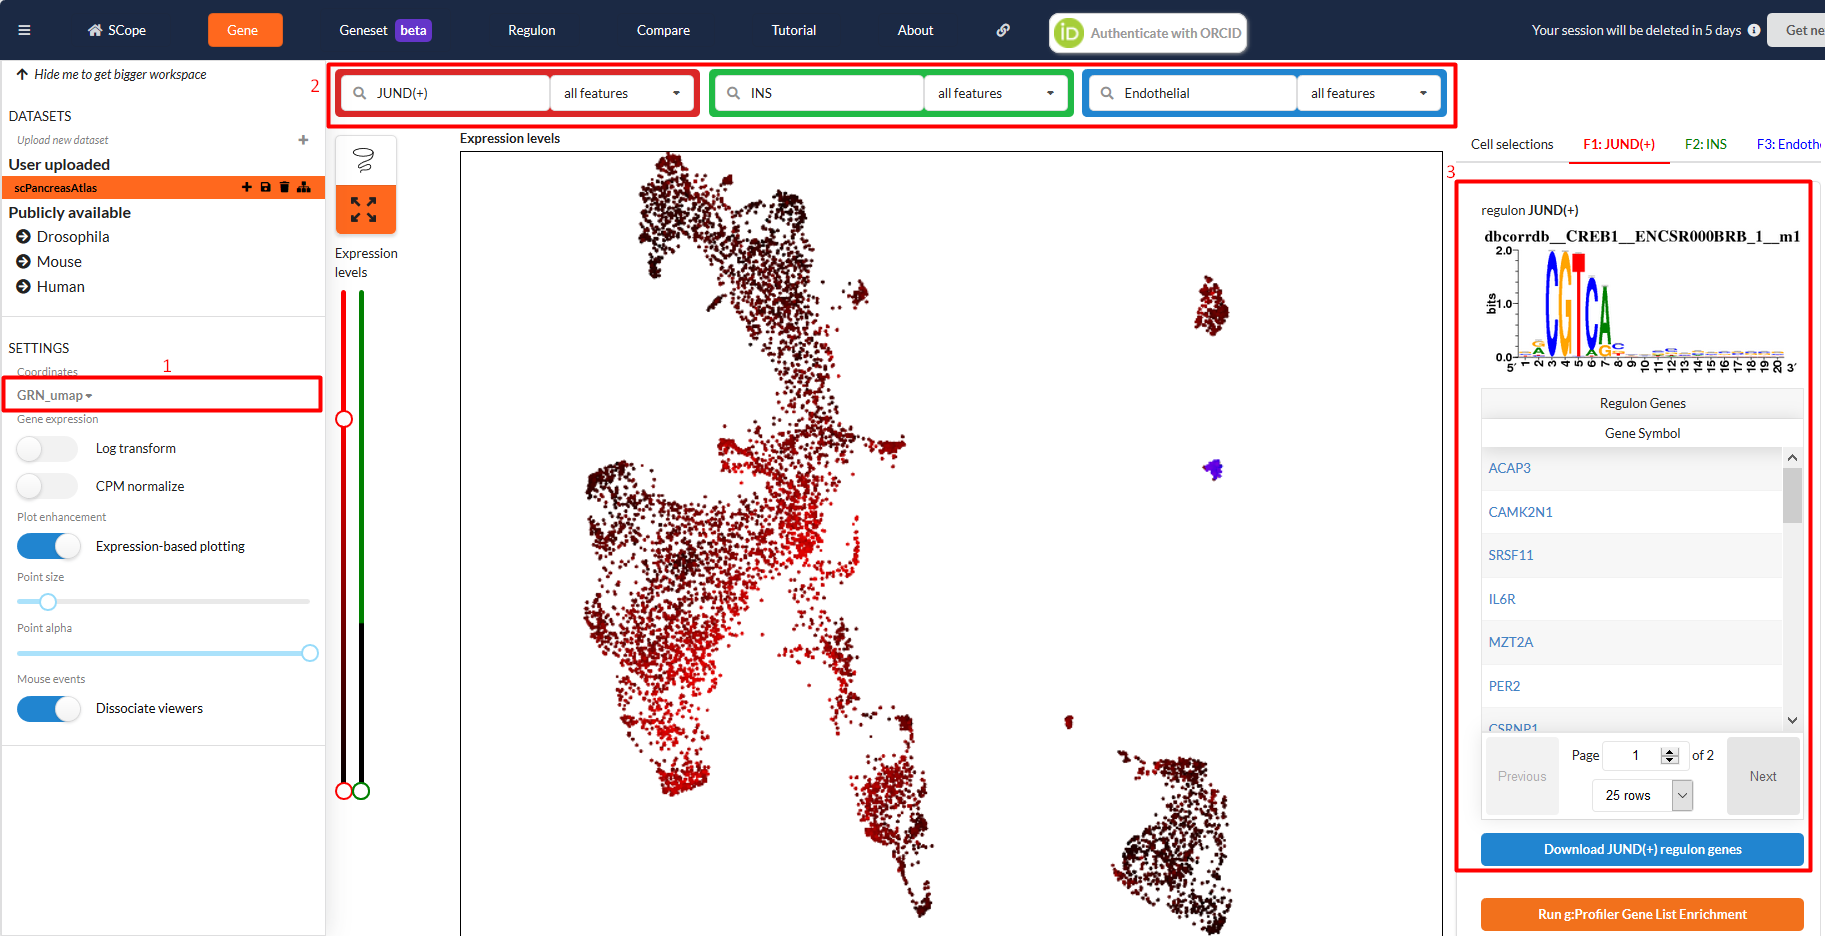 SCope
Gene
Geneset beta
Regulon
Compare
Tutorial
About
iD Authenticate with ORCID
Your session will be deleted in 5 days
Get ne
Hide me to get bigger workspace
DATASETS
Upload new dataset
User uploaded
scPancreasAtlas
Publicly available
Drosophila
Mouse
Human
SETTINGS
1
Coordinates
GRN_umap
Gene expression
Log transform
CPM normalize
Plot enhancement
Expression-based plotting
Point size
Point alpha
Mouse events
Dissociate viewers
2
JUND(+) all features
INS all features
Endothelial all features
Expression levels
Expression
levels
Cell selections F1: JUND(+) F2: INS F3: Endoth
3
regulon JUND(+)
dbcorrdb__CREB1__ENCSR000BRB_1__m1
2.0
bits
1.0
0.0
5′ 1 2 3 4 5 6 7 8 9 10 11 12 13 14 15 16 17 18 19 20 3′
Regulon Genes
Gene Symbol
ACAP3
CAMK2N1
SRSF11
IL6R
MZT2A
PER2
CSRNP1
Previous
Page 1 of 2
25 rows
Next
Download JUND(+) regulon genes
Run g:Profiler Gene List Enrichment